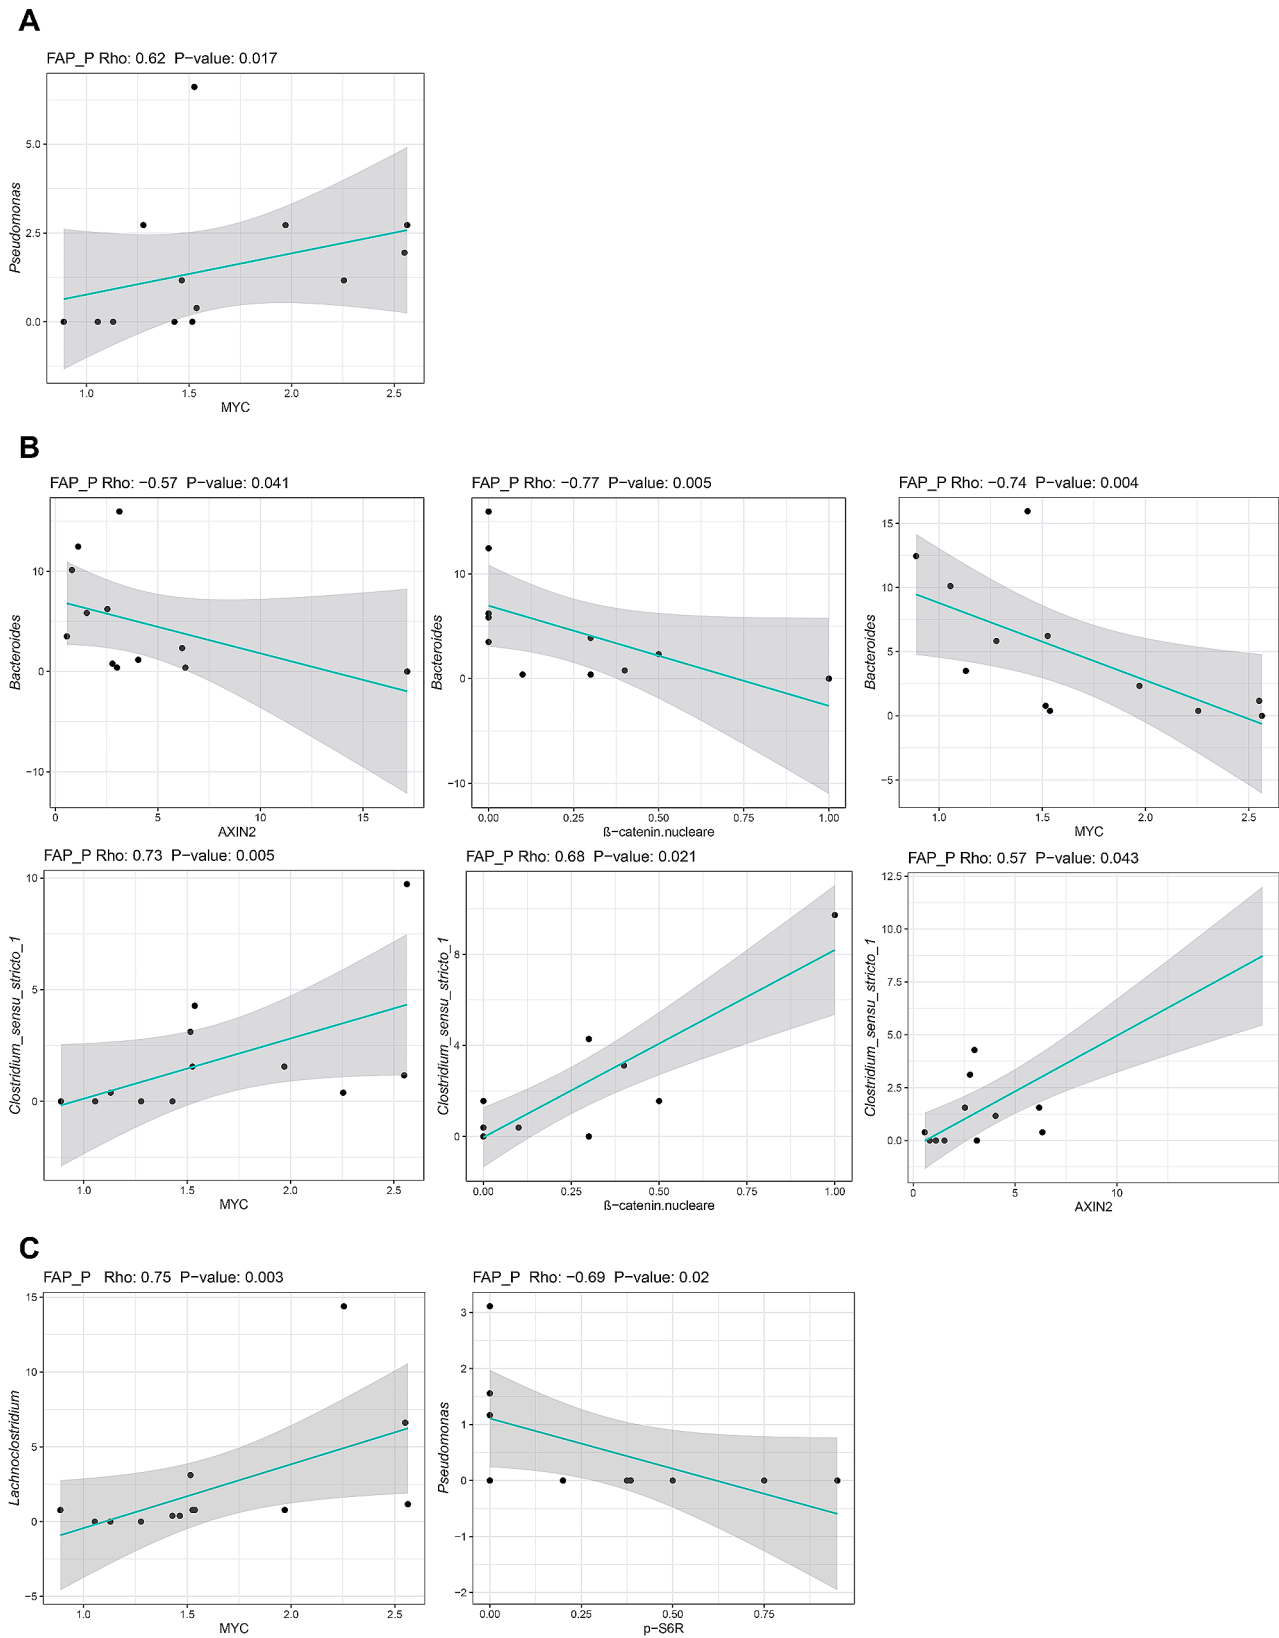 A
FAP_P Rho: 0.62 P−value: 0.017
Pseudomonas
5.0
2.5
0.0
1.0 1.5 2.0 2.5
MYC
B
FAP_P Rho: −0.57 P−value: 0.041
Bacteroides
10
0
−10
0 5 10 15
AXIN2
FAP_P Rho: −0.77 P−value: 0.005
Bacteroides
10
0
−10
0.00 0.25 0.50 0.75 1.00
ß−catenin.nucleare
FAP_P Rho: −0.74 P−value: 0.004
Bacteroides
15
10
5
0
−5
1.0 1.5 2.0 2.5
MYC
FAP_P Rho: 0.73 P−value: 0.005
Clostridium_sensu_stricto_1
10
5
0
1.0 1.5 2.0 2.5
MYC
FAP_P Rho: 0.68 P−value: 0.021
Clostridium_sensu_stricto_1
8
4
0
0.00 0.25 0.50 0.75 1.00
ß−catenin.nucleare
FAP_P Rho: 0.57 P−value: 0.043
Clostridium_sensu_stricto_1
12.5
10.0
7.5
5.0
2.5
0.0
0 5 10
AXIN2
C
FAP_P Rho: 0.75 P−value: 0.003
Lachnoclostridium
15
10
5
0
−5
1.0 1.5 2.0 2.5
MYC
FAP_P Rho: −0.69 P−value: 0.02
Pseudomonas
3
2
1
0
−1
−2
0.00 0.25 0.50 0.75
p−S6R